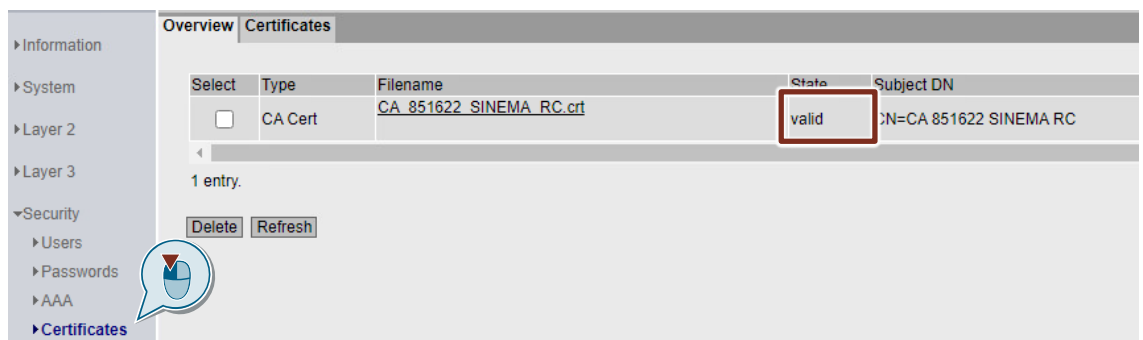 Overview Certificates
▸Information
▸System
Select Type Filename State Subject DN
CA Cert CA_851622_SINEMA_RC.crt valid CN=CA 851622 SINEMA RC
▸Layer 2
▸Layer 3
1 entry.
▾Security
Delete Refresh
▸Users
▸Passwords
▸AAA
▸Certificates